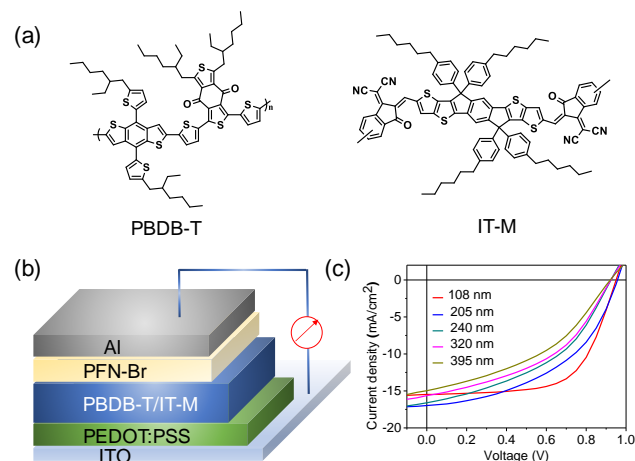 (a)
S
S
O
O
S
S
S
S
S
S
n
PBDB-T
NC
CN
O
S
S
S
S
O
NC
CN
IT-M
(b)
Al
PFN-Br
PBDB-T/IT-M
PEDOT:PSS
ITO
(c)
Current density (mA/cm2)
0
-5
-10
-15
-20
108 nm
205 nm
240 nm
320 nm
395 nm
0.0 0.2 0.4 0.6 0.8 1.0
Voltage (V)